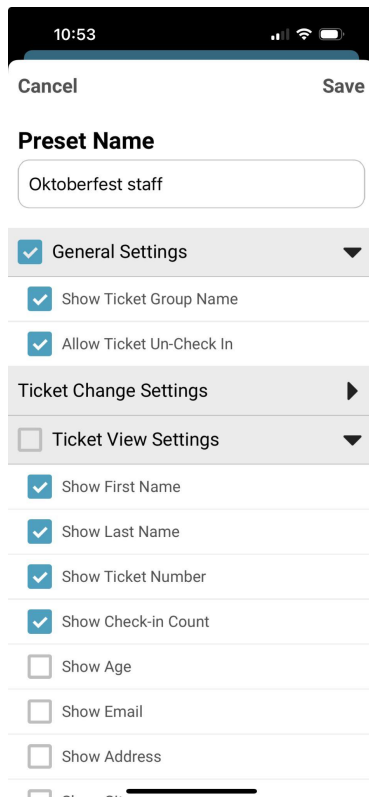 10:53
Cancel Save
Preset Name
Oktoberfest staff
General Settings
Show Ticket Group Name
Allow Ticket Un-Check In
Ticket Change Settings
Ticket View Settings
Show First Name
Show Last Name
Show Ticket Number
Show Check-in Count
Show Age
Show Email
Show Address